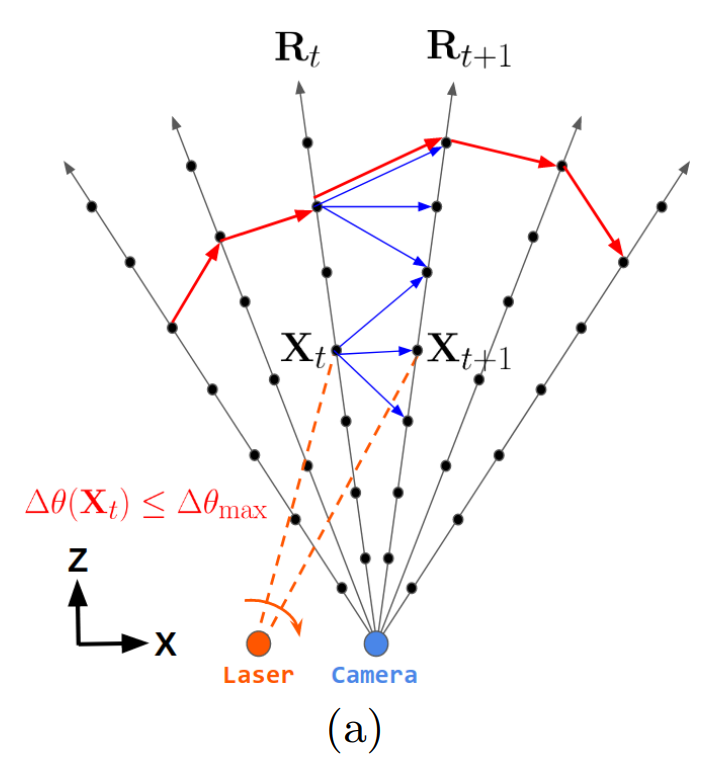 R_t R_{t+1}
X_t X_{t+1}
Δθ(X_t) ≤ Δθ_max
Z
X
Laser Camera
(a)